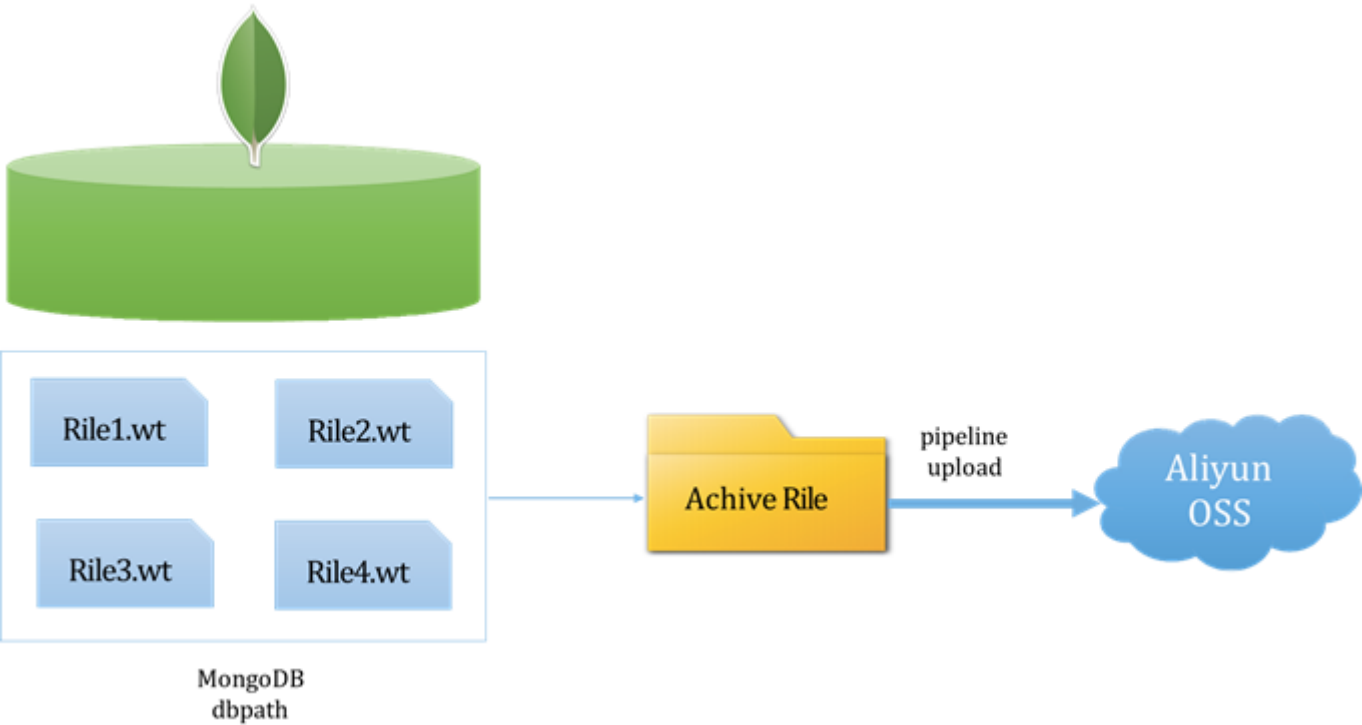 Rile1.wt
Rile2.wt
Rile3.wt
Rile4.wt
MongoDB
dbpath
Achive Rile
pipeline
upload
Aliyun
OSS